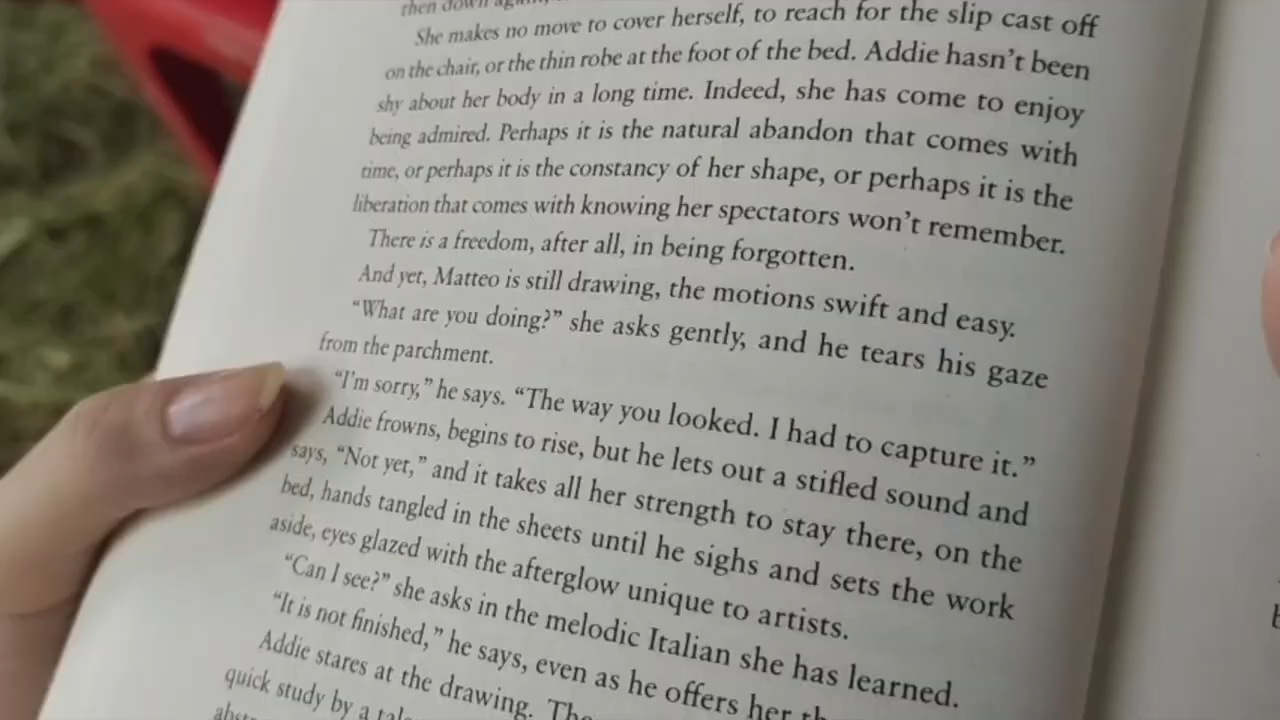 then down
She makes no move to cover herself, to reach for the slip cast off
on the chair, or the thin robe at the foot of the bed. Addie hasn't been
shy about her body in a long time. Indeed, she has come to enjoy
being admired. Perhaps it is the natural abandon that comes with
time, or perhaps it is the constancy of her shape, or perhaps it is the
liberation that comes with knowing her spectators won't remember.
There is a freedom, after all, in being forgotten.
And yet, Matteo is still drawing, the motions swift and easy.
“What are you doing?” she asks gently, and he tears his gaze
from the parchment.
“I'm sorry,” he says. “The way you looked. I had to capture it.”
Addie frowns, begins to rise, but he lets out a stifled sound and
says, “Not yet,” and it takes all her strength to stay there, on the
bed, hands tangled in the sheets until he sighs and sets the work
aside, eyes glazed with the afterglow unique to artists.
“Can I see?” she asks in the melodic Italian she has learned.
“It is not finished,” he says, even as he offers her
Addie stares at the drawing.
quick study by a